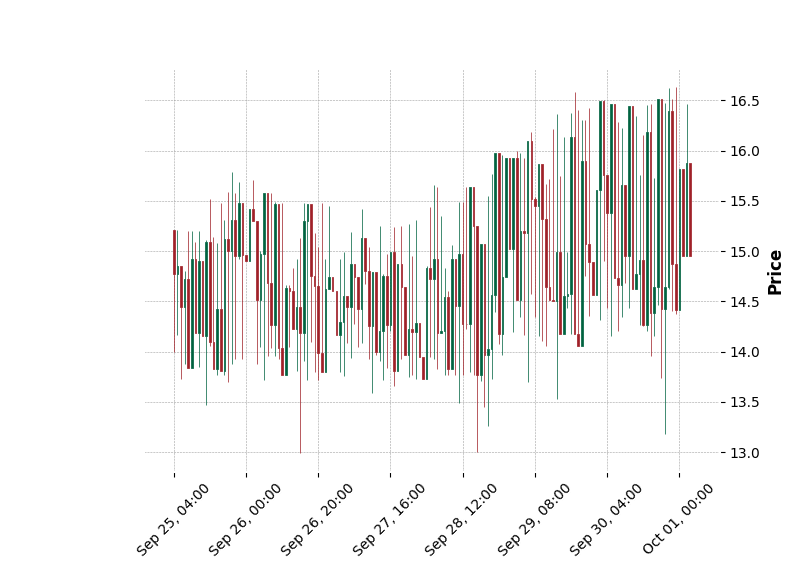 16.5
16.0
15.5
15.0
14.5
14.0
13.5
13.0
Price
Sep 25, 04:00
Sep 26, 00:00
Sep 26, 20:00
Sep 27, 16:00
Sep 28, 12:00
Sep 29, 08:00
Sep 30, 04:00
Oct 01, 00:00